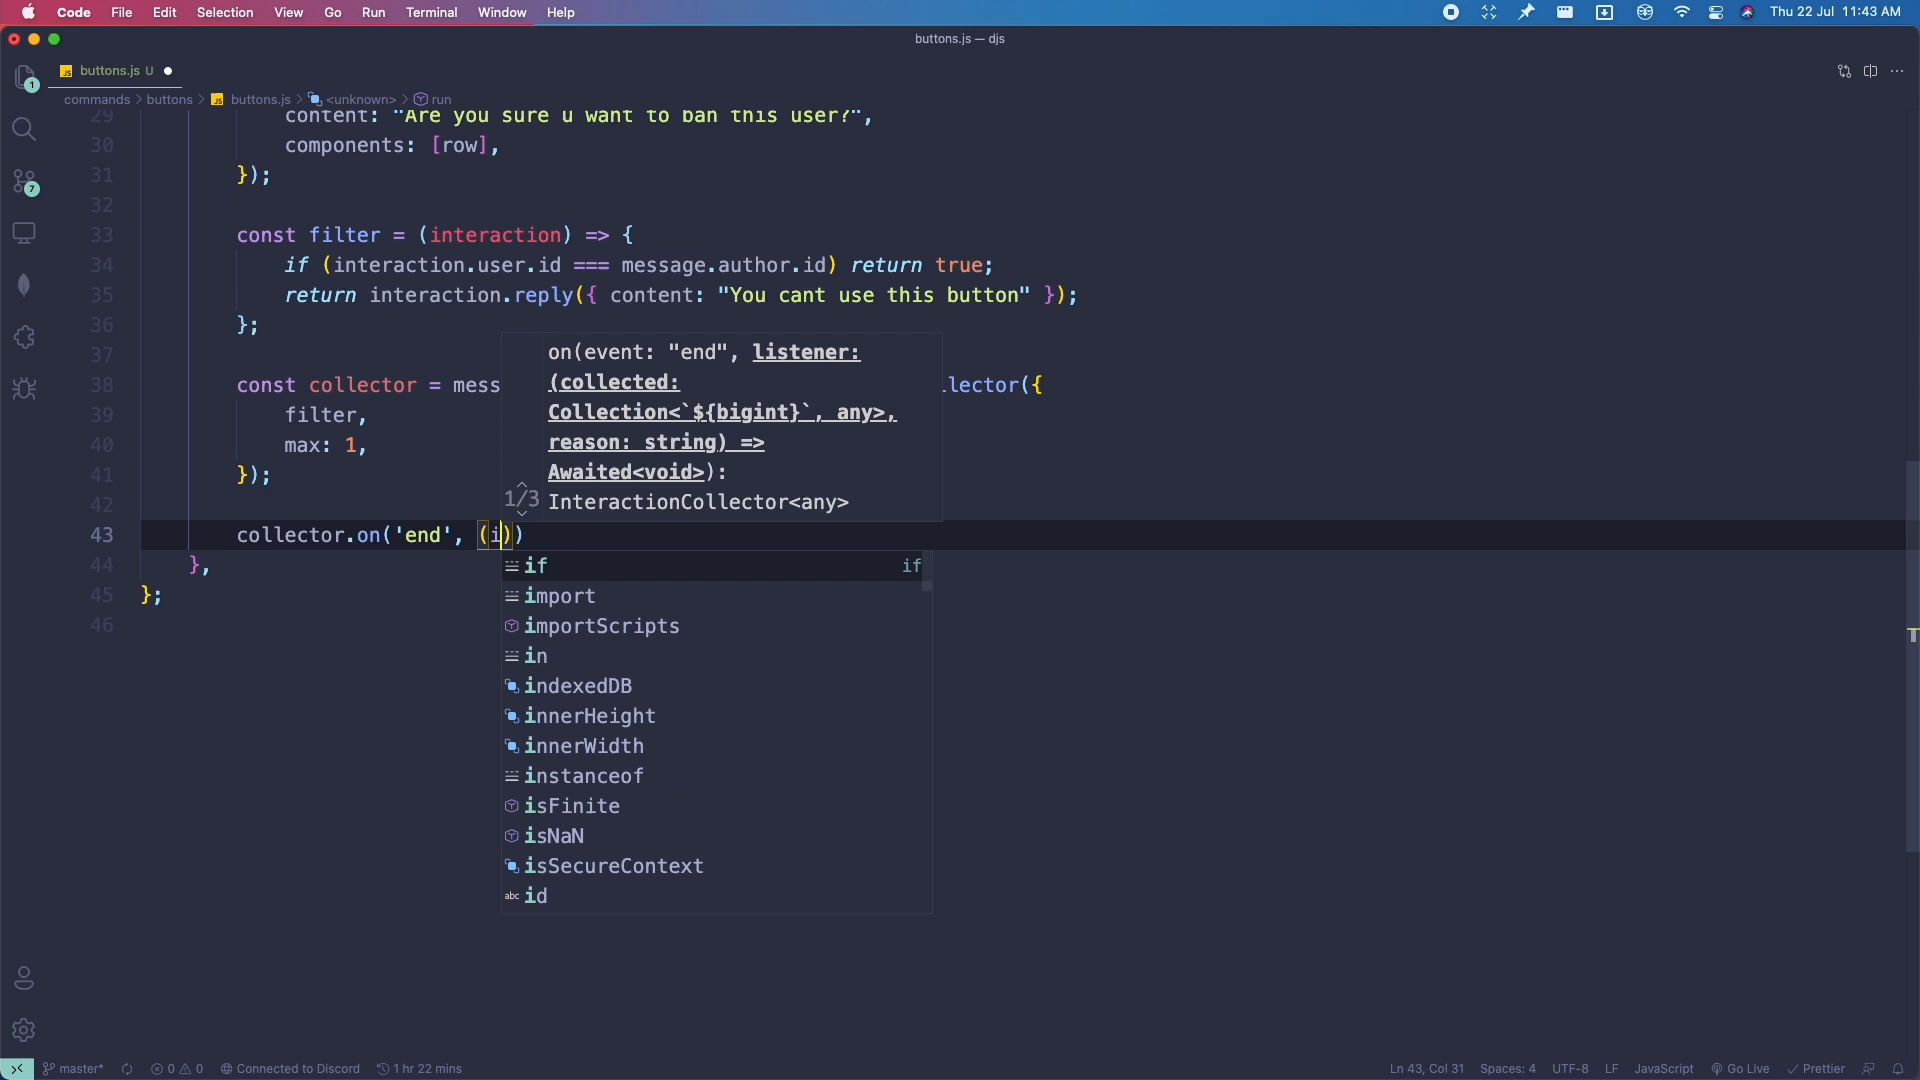 Code File Edit Selection View Go Run Terminal Window Help Thu 22 Jul 11:43 AM
buttons.js — djs
1 JS buttons.js U
commands > buttons > JS buttons.js > <unknown> > run
29 content: "Are you sure u want to ban this user?",
30 components: [row],
31 });
32
33 const filter = (interaction) => {
34 if (interaction.user.id === message.author.id) return true;
35 return interaction.reply({ content: "You cant use this button" });
36 };
37
38 const collector = mess lector({
39 filter,
40 max: 1,
41 });
42
43 collector.on('end', (i))
44 },
45 };
46
7
on(event: "end", listener:
(collected:
Collection<`${bigint}`, any>,
reason: string) =>
Awaited<void>):
1/3 InteractionCollector<any>
if if
import
importScripts
in
indexedDB
innerHeight
innerWidth
instanceof
isFinite
isNaN
isSecureContext
abc id
master* 0 0 Connected to Discord 1 hr 22 mins Ln 43, Col 31 Spaces: 4 UTF-8 LF JavaScript Go Live Prettier